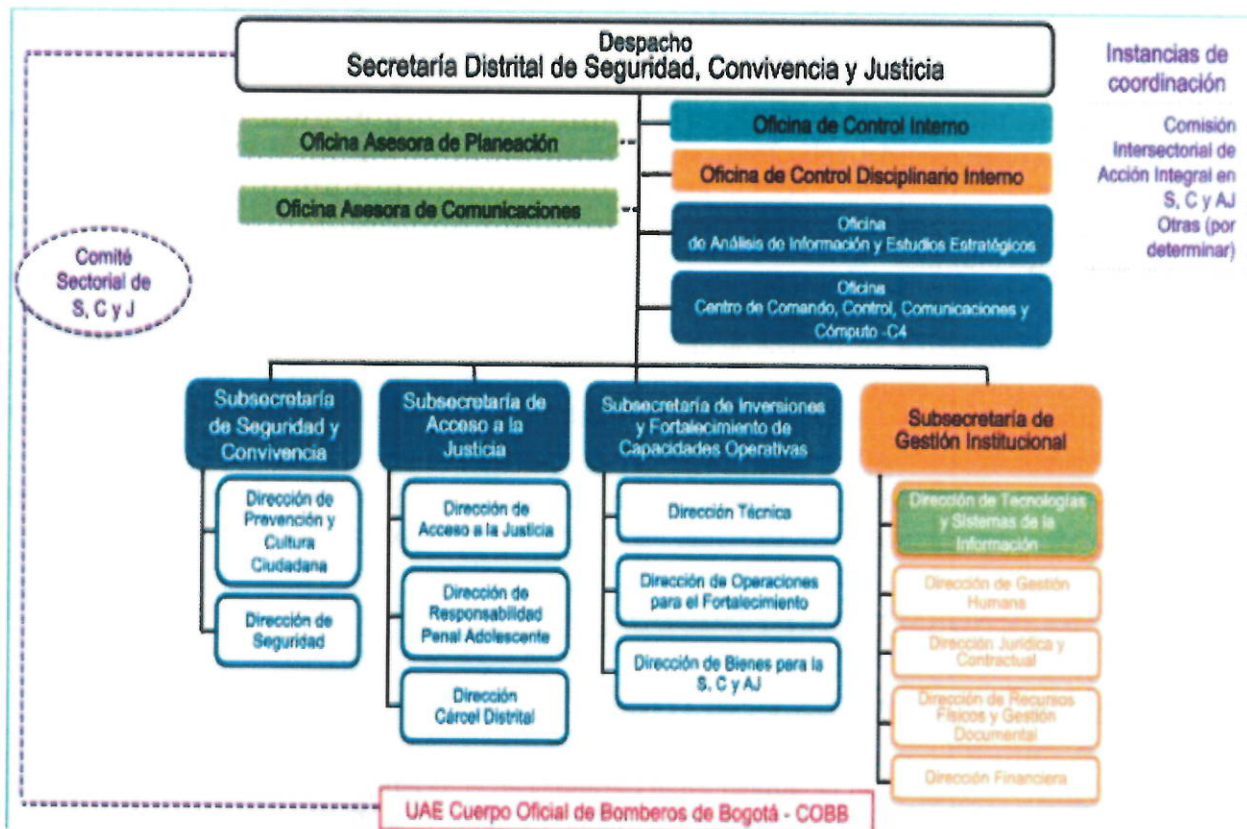 Despacho
Secretaría Distrital de Seguridad, Convivencia y Justicia
Instancias de
coordinación
Comisión
Intersectorial de
Acción Integral en
S, C y AJ
Otras (por
determinar)
Oficina Asesora de Planeación
Oficina de Control Interno
Oficina de Control Disciplinario Interno
Oficina Asesora de Comunicaciones
Oficina
de Análisis de Información y Estudios Estratégicos
Oficina
Centro de Comando, Control, Comunicaciones y
Cómputo -C4
Comité
Sectorial de
S, C y J
Subsecretaría
de Seguridad y
Convivencia
Dirección de
Prevención y
Cultura
Ciudadana
Dirección de
Seguridad
Subsecretaría de
Acceso a la
Justicia
Dirección de
Acceso a la Justicia
Dirección de
Responsabilidad
Penal Adolescente
Dirección
Cárcel Distrital
Subsecretaría de Inversiones
y Fortalecimiento de
Capacidades Operativas
Dirección Técnica
Dirección de Operaciones
para el Fortalecimiento
Dirección de Bienes para la
S, C y AJ
Subsecretaría de
Gestión Institucional
Dirección de Tecnologías
y Sistemas de la
Información
Dirección de Gestión
Humana
Dirección Jurídica y
Contractual
Dirección de Recursos
Físicos y Gestión
Documental
Dirección Financiera
UAE Cuerpo Oficial de Bomberos de Bogotá - COBB